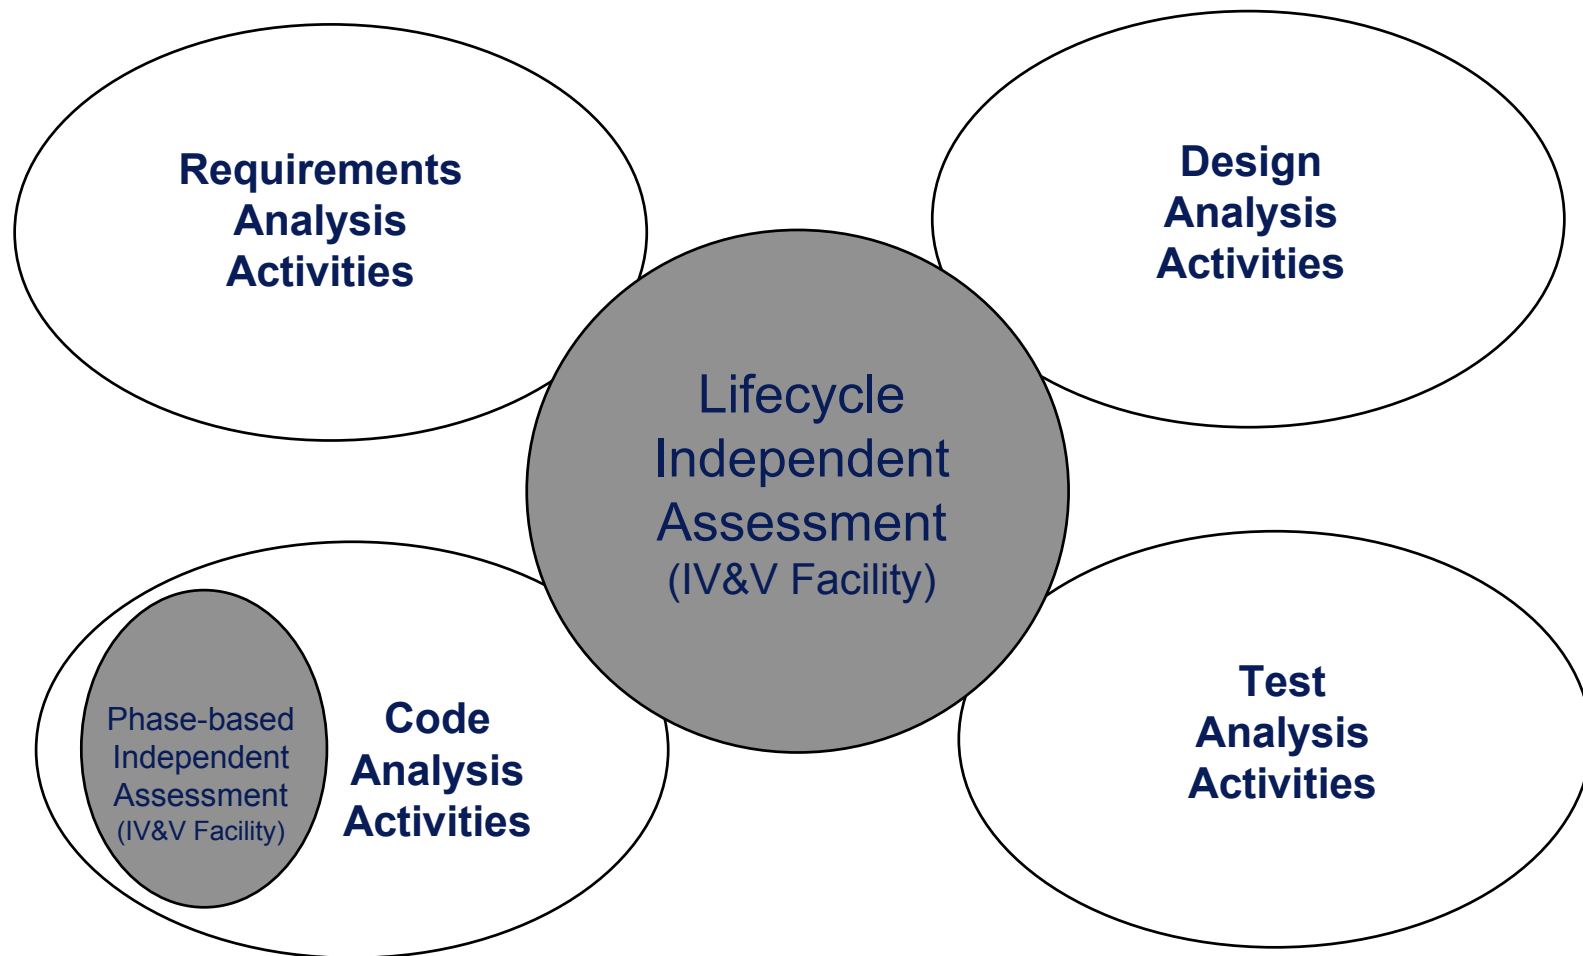 Requirements
Analysis
Activities
Design
Analysis
Activities
Lifecycle
Independent
Assessment
(IV&V Facility)
Phase-based
Independent
Assessment
(IV&V Facility)
Code
Analysis
Activities
Test
Analysis
Activities